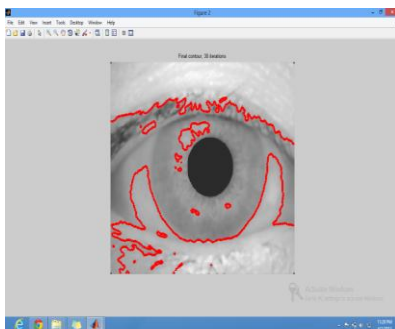 Figure 2
File Edit View Insert Tools Desktop Window Help
Final contour, 30 iterations
Activate Windows